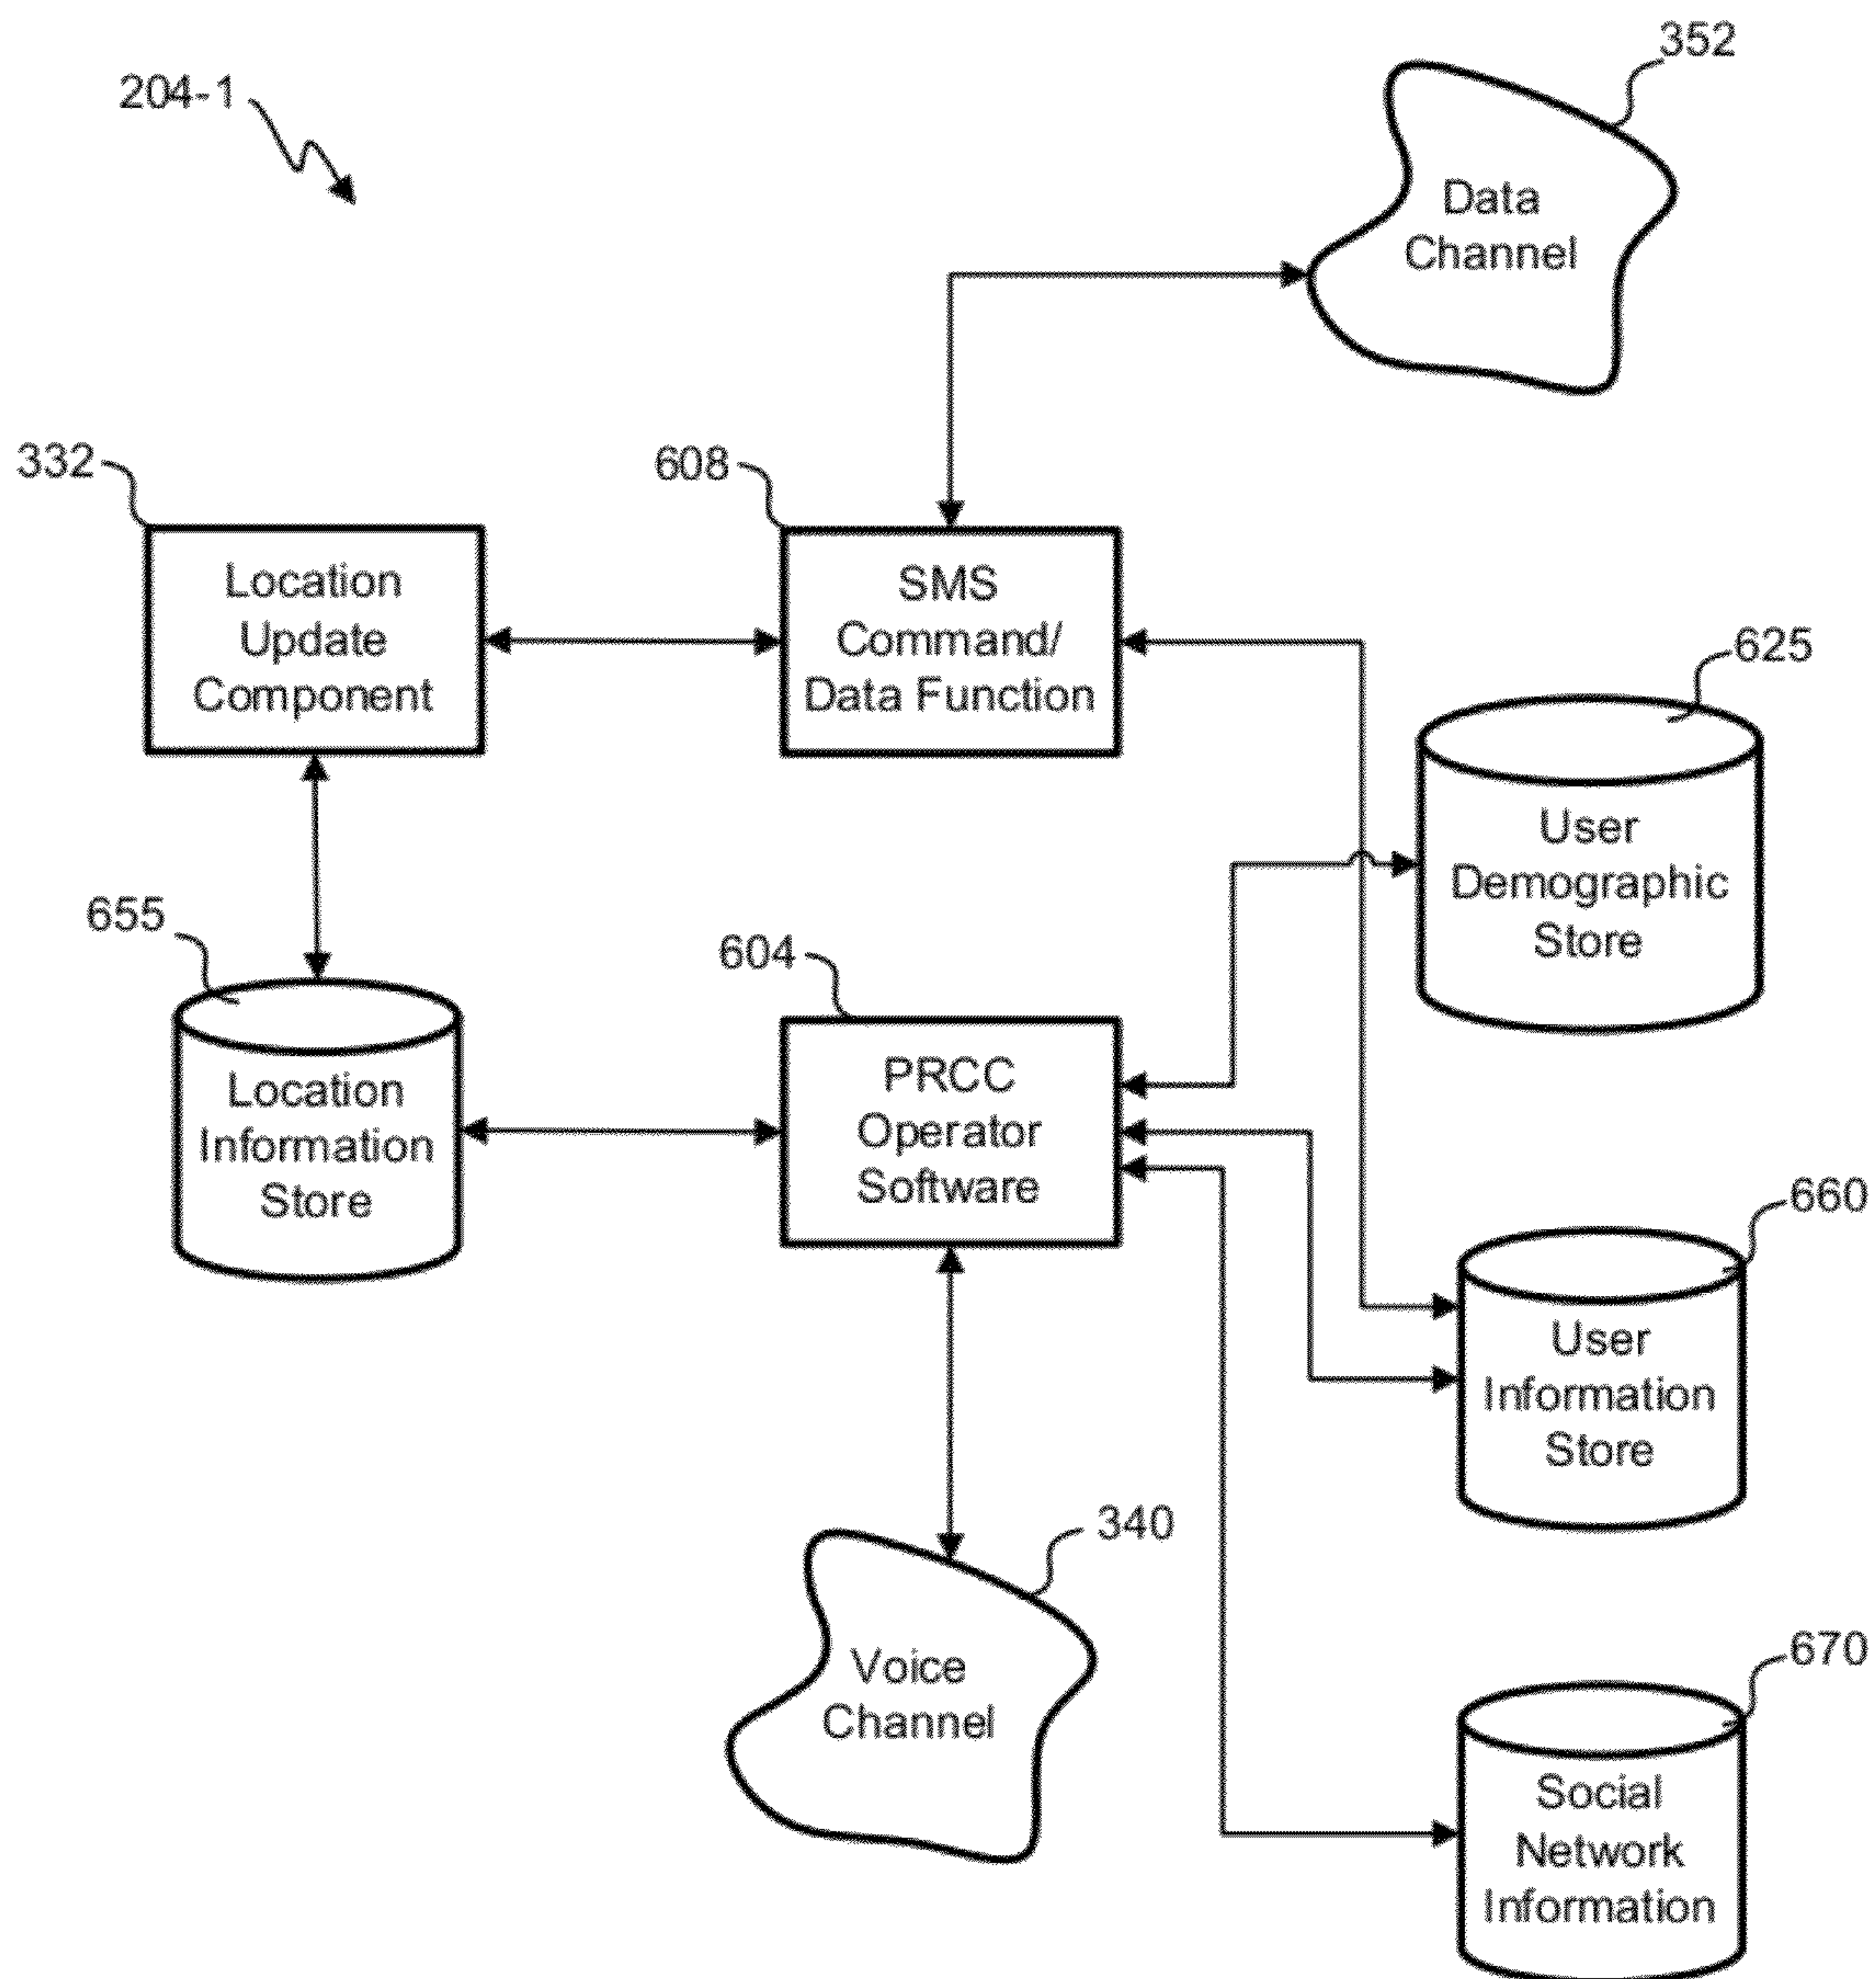 352
204-1
Data
Channel
332
608
Location
Update
Component
SMS
Command/
Data Function
625
User
Demographic
Store
655
604
Location
Information
Store
PRCC
Operator
Software
660
User
Information
Store
340
Voice
Channel
670
Social
Network
Information